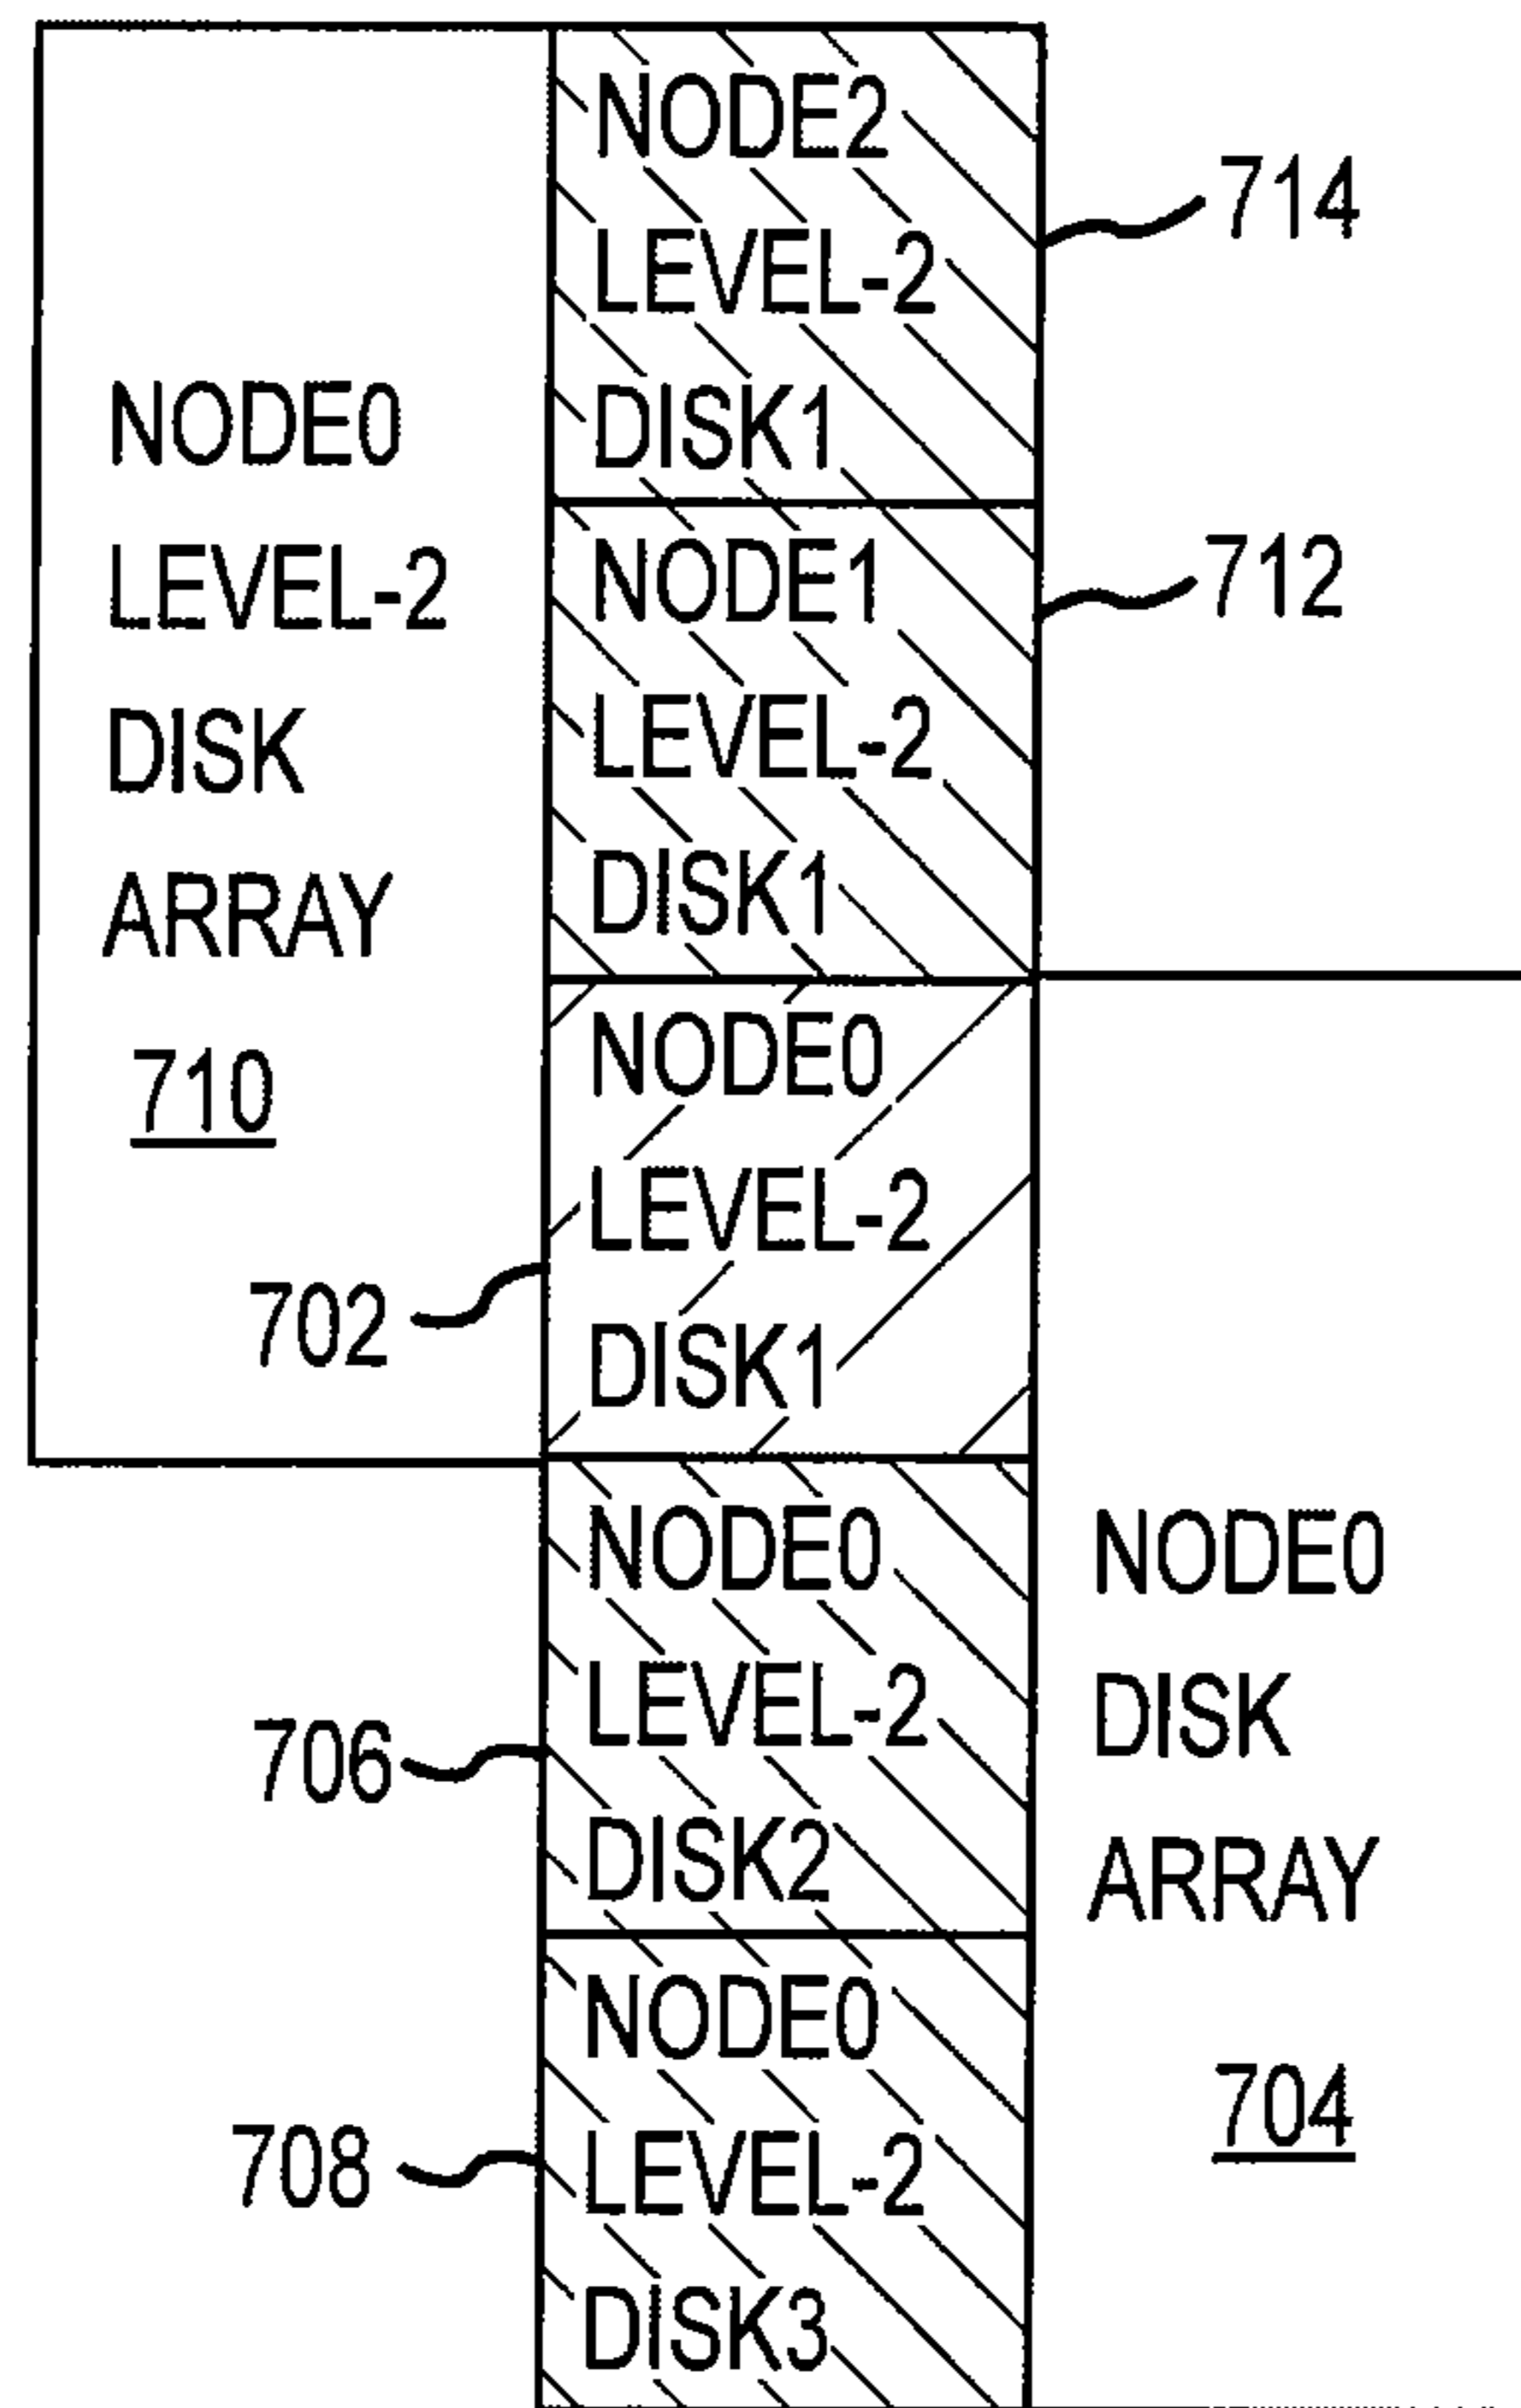 NODE2
LEVEL-2
DISK1
714
NODE1
LEVEL-2
DISK1
712
NODE0
LEVEL-2
DISK
ARRAY
710
NODE0
LEVEL-2
DISK1
702
NODE0
LEVEL-2
DISK2
706
NODE0
LEVEL-2
DISK3
708
NODE0
DISK
ARRAY
704